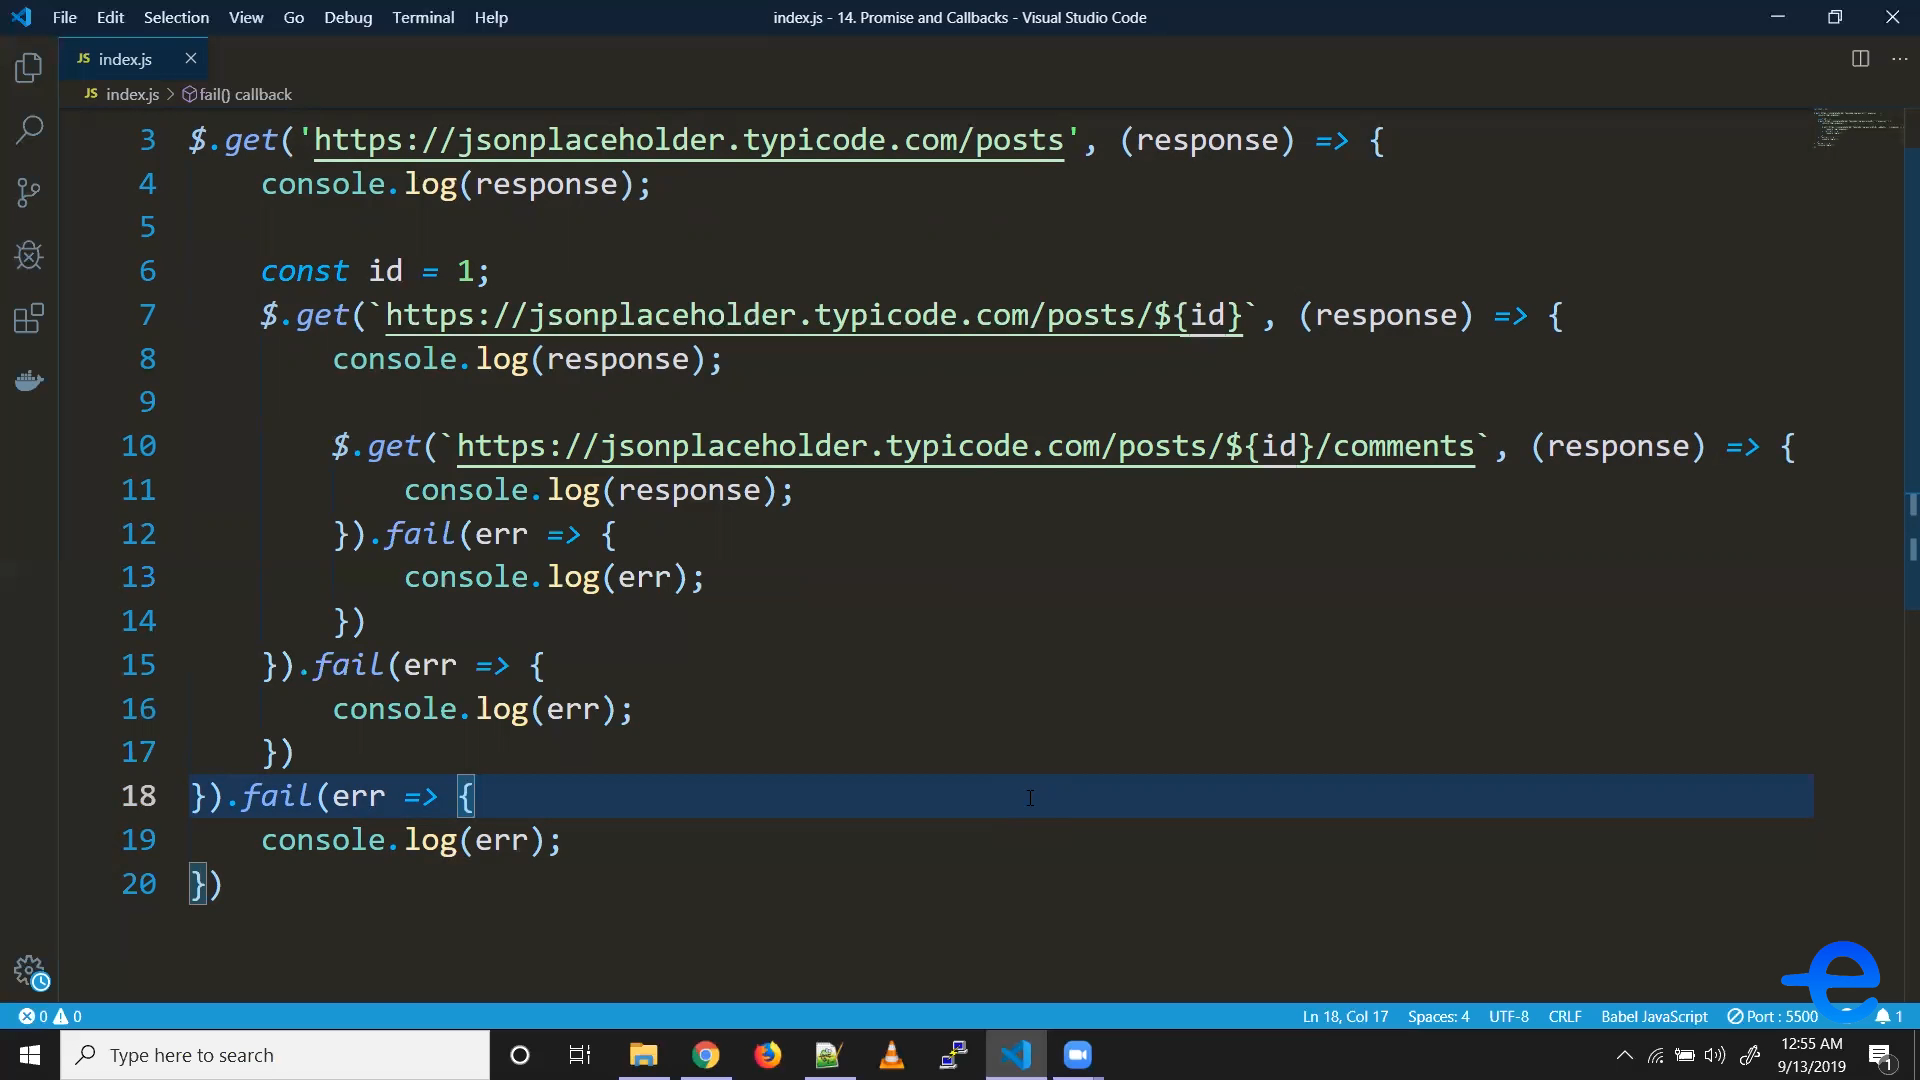 File Edit Selection View Go Debug Terminal Help
index.js - 14. Promise and Callbacks - Visual Studio Code
JS index.js
JS index.js > fail() callback
3 $.get('https://jsonplaceholder.typicode.com/posts', (response) => {
4 console.log(response);
5
6 const id = 1;
7 $.get(`https://jsonplaceholder.typicode.com/posts/${id}`, (response) => {
8 console.log(response);
9
10 $.get(`https://jsonplaceholder.typicode.com/posts/${id}/comments`, (response) => {
11 console.log(response);
12 }).fail(err => {
13 console.log(err);
14 })
15 }).fail(err => {
16 console.log(err);
17 })
18 }).fail(err => {
19 console.log(err);
20 })
0 0 Ln 18, Col 17 Spaces: 4 UTF-8 CRLF Babel JavaScript Port : 5500 1
Type here to search
12:55 AM
9/13/2019
1